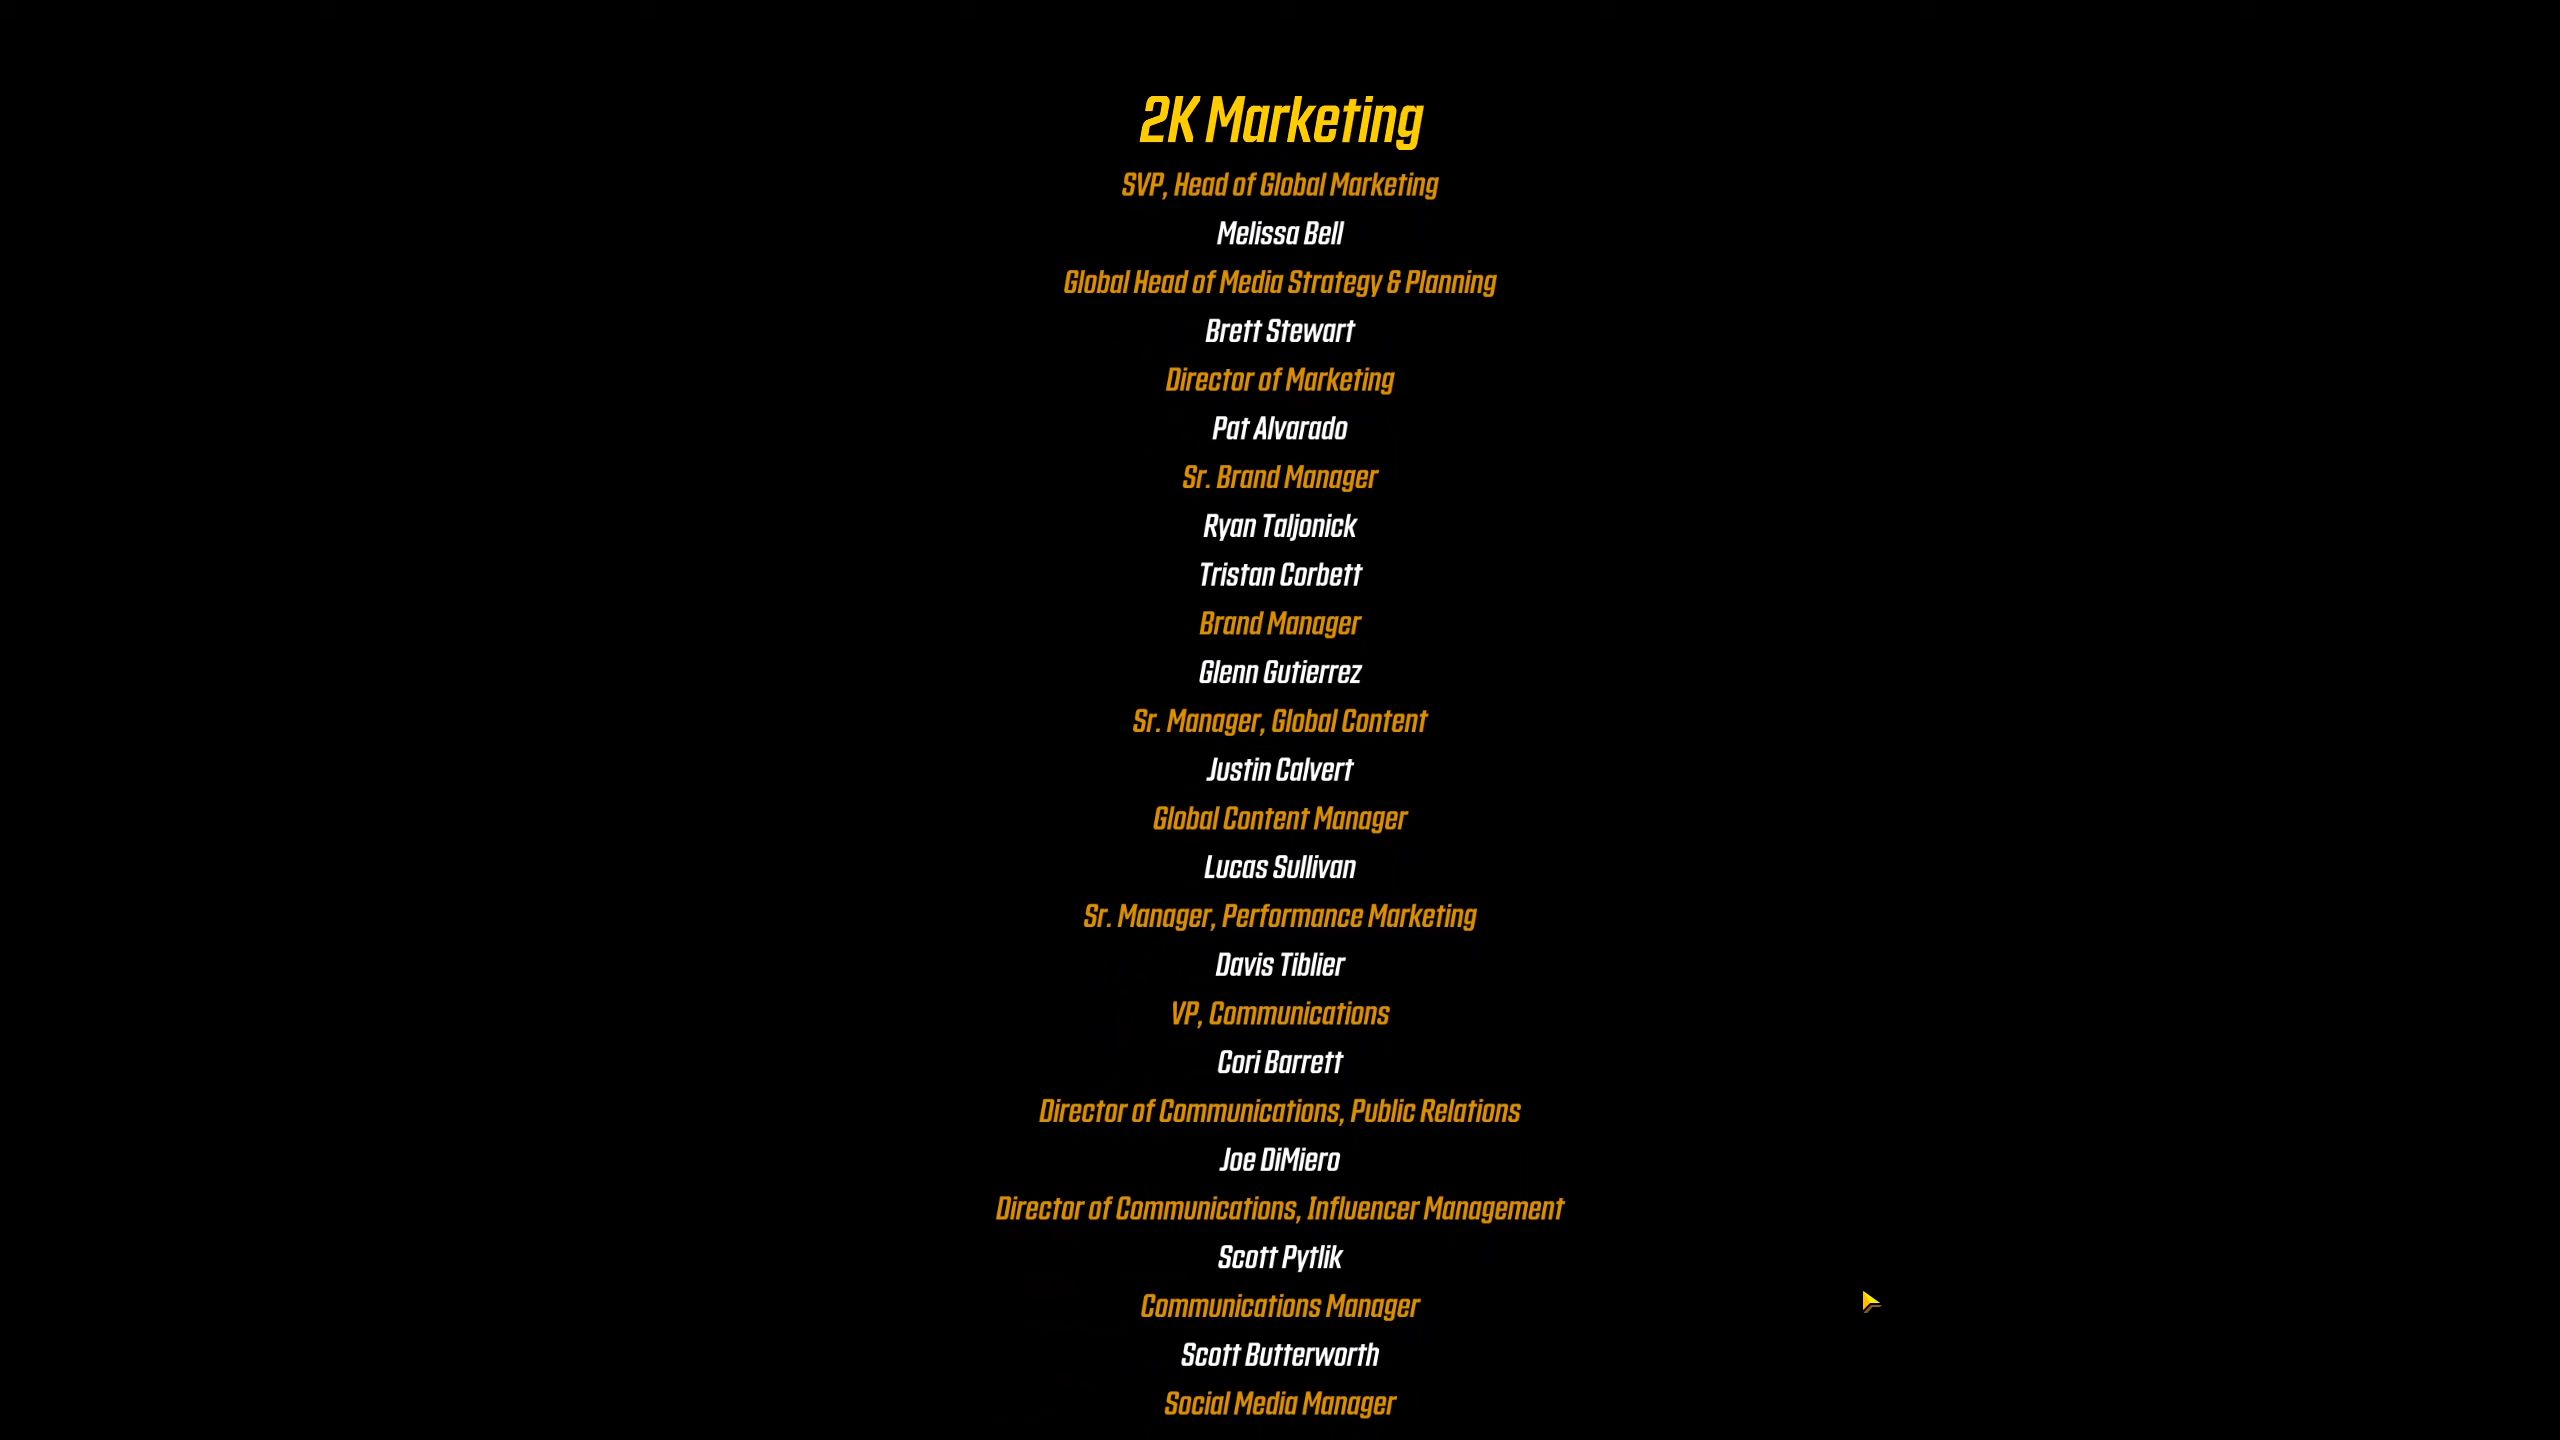 2K Marketing
SVP, Head of Global Marketing
Melissa Bell
Global Head of Media Strategy & Planning
Brett Stewart
Director of Marketing
Pat Alvarado
Sr. Brand Manager
Ryan Taljonick
Tristan Corbett
Brand Manager
Glenn Gutierrez
Sr. Manager, Global Content
Justin Calvert
Global Content Manager
Lucas Sullivan
Sr. Manager, Performance Marketing
Davis Tiblier
VP, Communications
Cori Barrett
Director of Communications, Public Relations
Joe DiMiero
Director of Communications, Influencer Management
Scott Pytlik
Communications Manager
Scott Butterworth
Social Media Manager